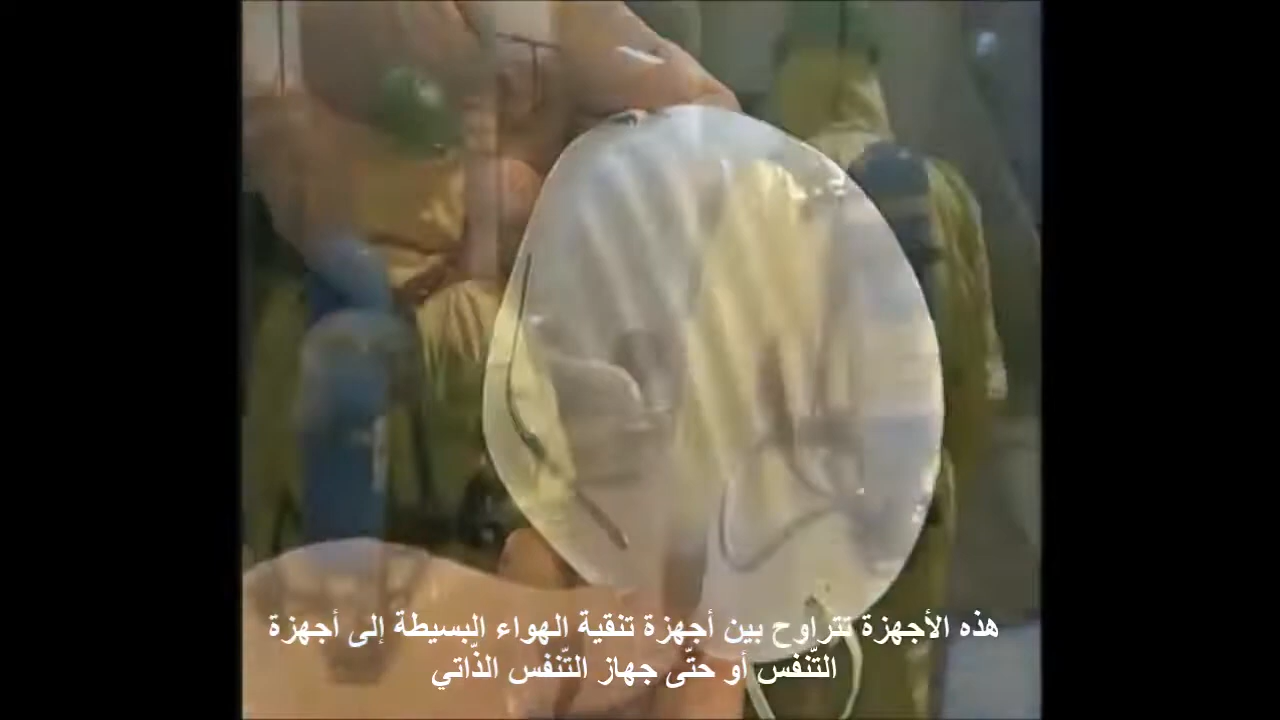 هذه الأجهزة تتراوح بين أجهزة تنقية الهواء البسيطة إلى أجهزة
التّنفس أو حتّى جهاز التّنفس الذّاتي